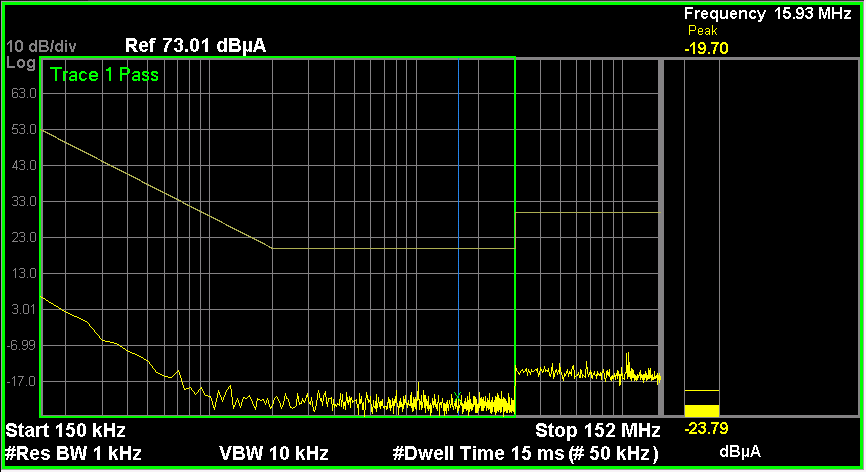 Frequency 15.93 MHz
Peak
-19.70
10 dB/div
Ref 73.01 dBµA
Log
Trace 1 Pass
63.0
53.0
43.0
33.0
23.0
13.0
3.01
-6.99
-17.0
Start 150 kHz
Stop 152 MHz
-23.79
#Res BW 1 kHz
VBW 10 kHz
#Dwell Time 15 ms (# 50 kHz)
dBµA